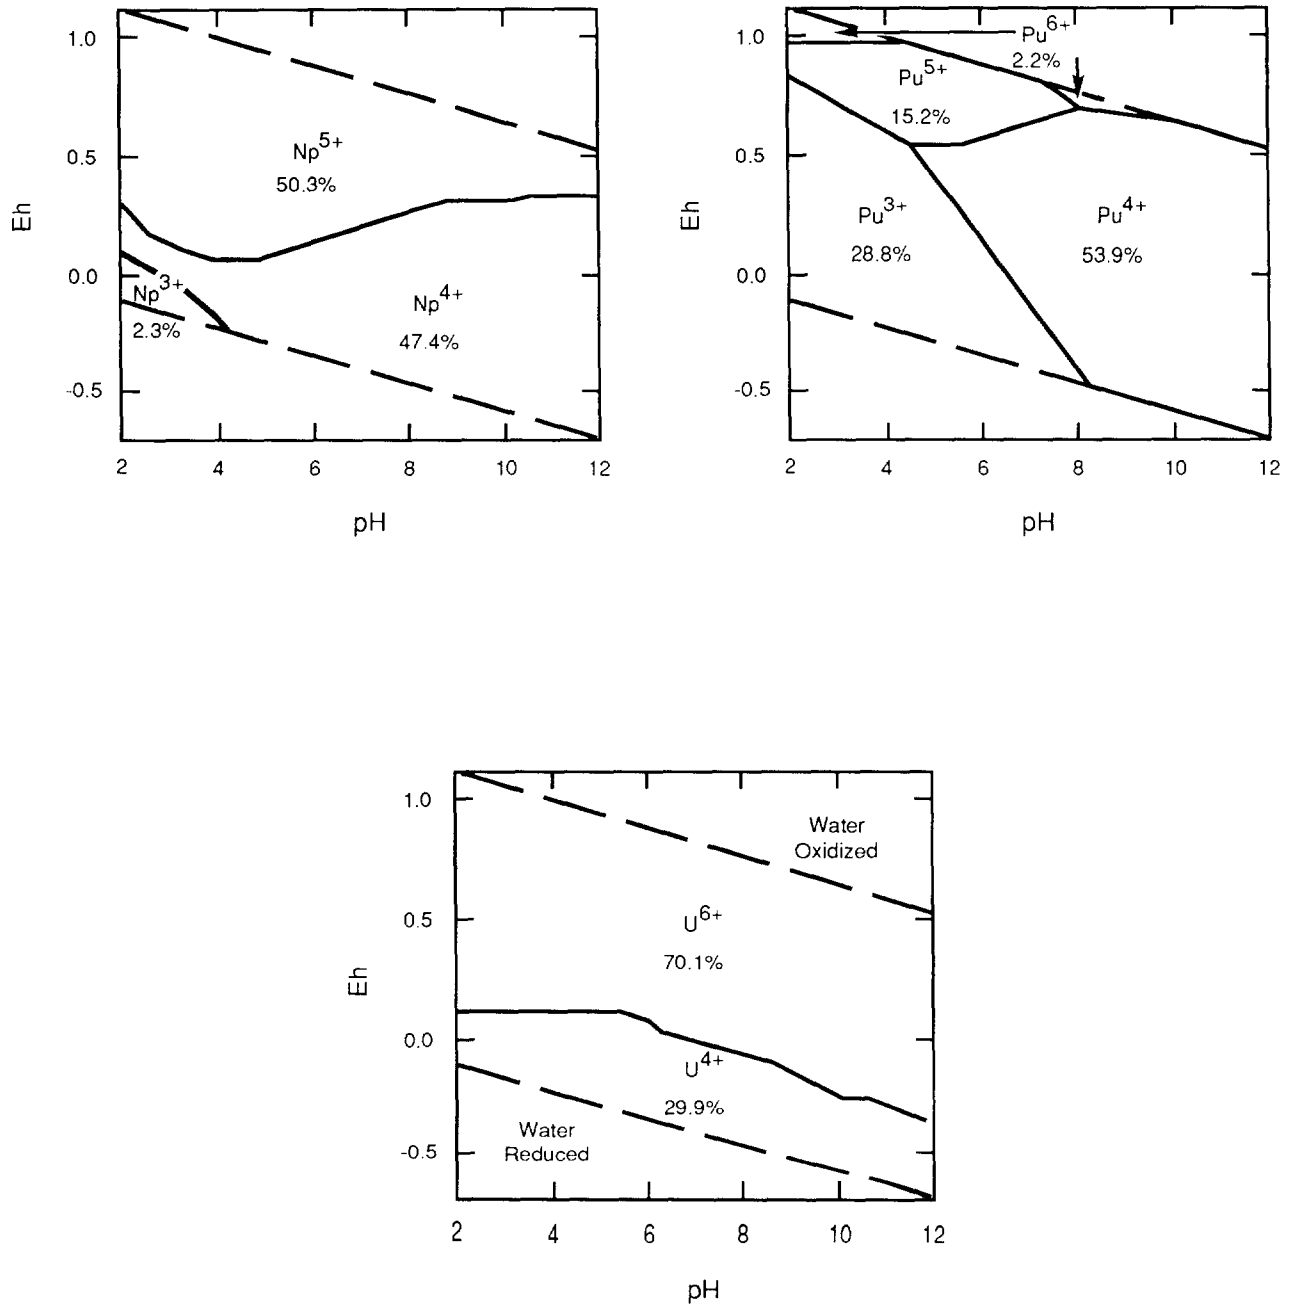 1.0
0.5
0.0
-0.5
Eh
Np5+
50.3%
Np3+
2.3%
Np4+
47.4%
2 4 6 8 10 12
pH
1.0
0.5
0.0
-0.5
Eh
Pu6+
2.2%
Pu5+
15.2%
Pu3+
28.8%
Pu4+
53.9%
2 4 6 8 10 12
pH
1.0
0.5
0.0
-0.5
Eh
Water
Oxidized
U6+
70.1%
U4+
29.9%
Water
Reduced
2 4 6 8 10 12
pH